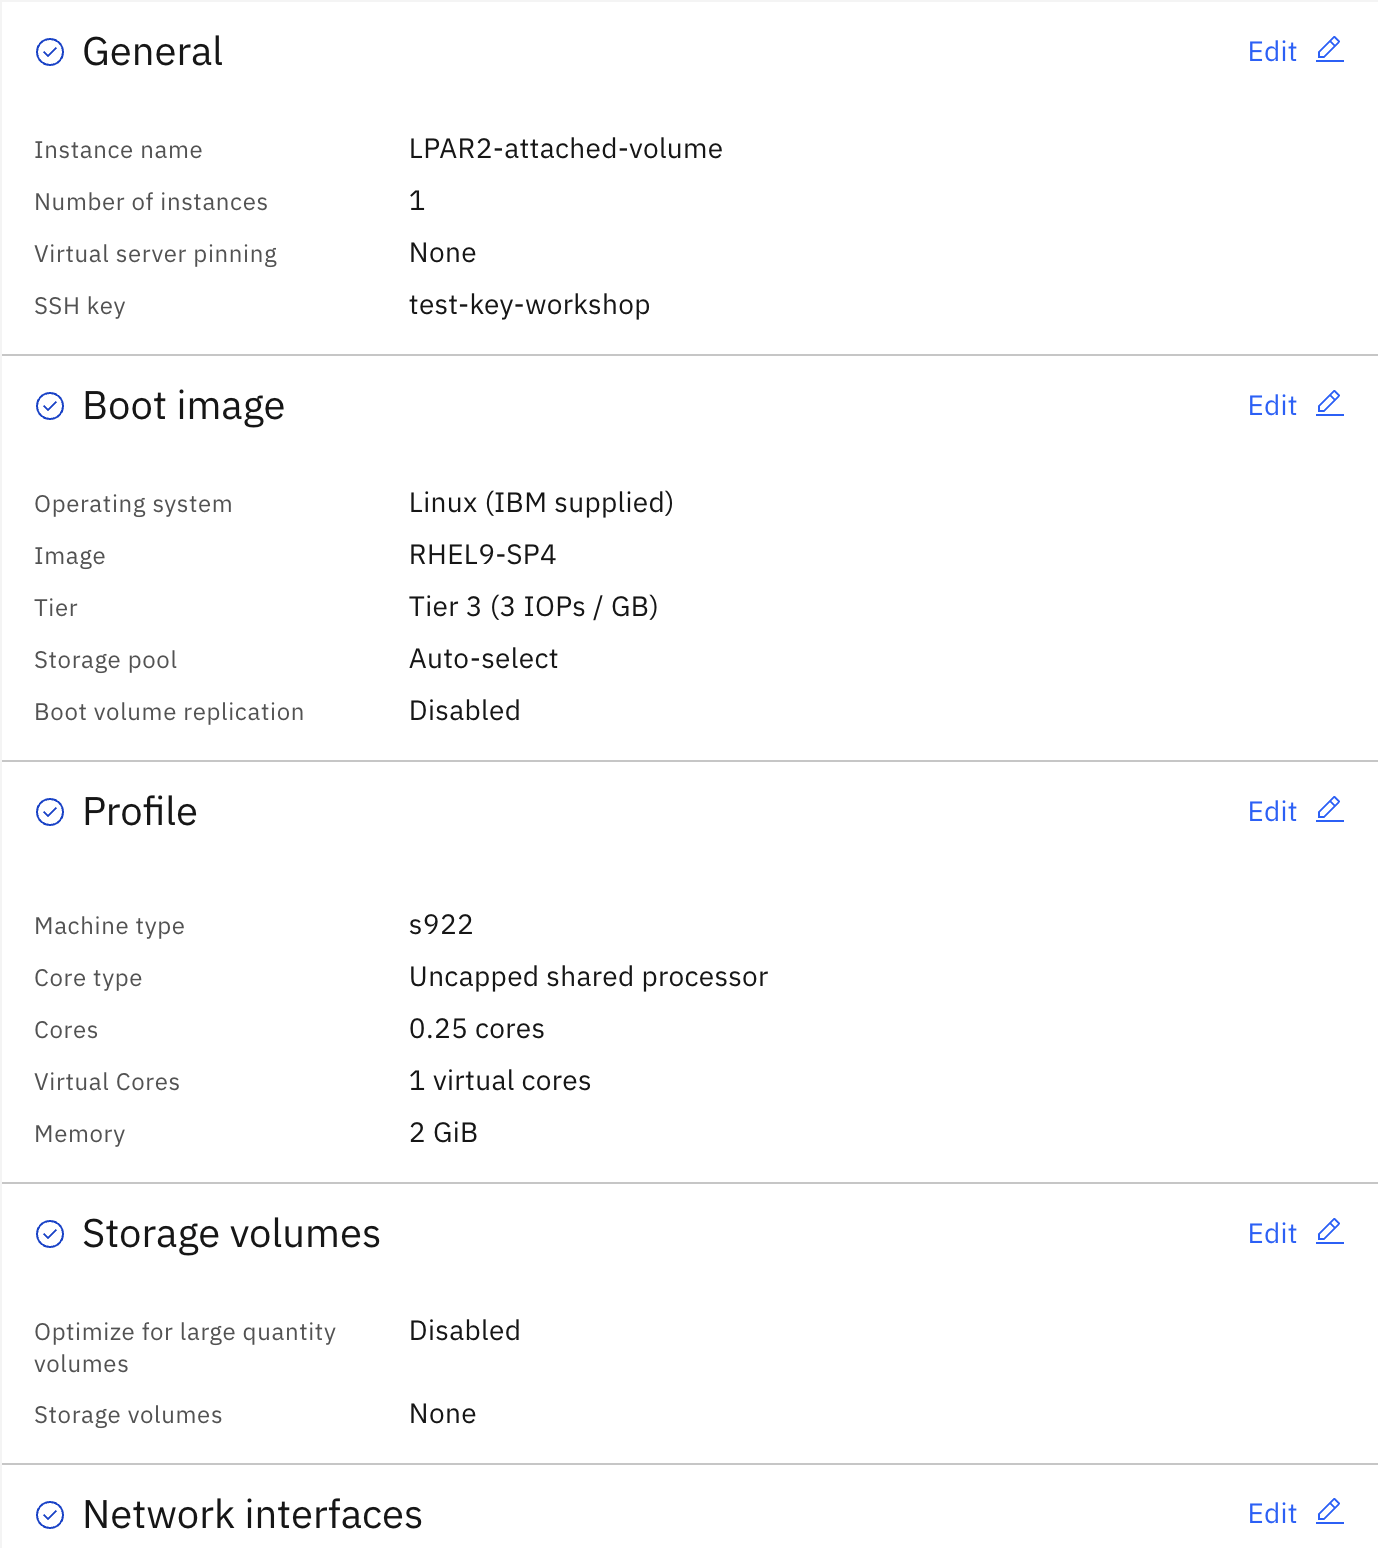 General Edit
Instance name LPAR2-attached-volume
Number of instances 1
Virtual server pinning None
SSH key test-key-workshop
Boot image Edit
Operating system Linux (IBM supplied)
Image RHEL9-SP4
Tier Tier 3 (3 IOPs / GB)
Storage pool Auto-select
Boot volume replication Disabled
Profile Edit
Machine type s922
Core type Uncapped shared processor
Cores 0.25 cores
Virtual Cores 1 virtual cores
Memory 2 GiB
Storage volumes Edit
Optimize for large quantity Disabled
volumes
Storage volumes None
Network interfaces Edit